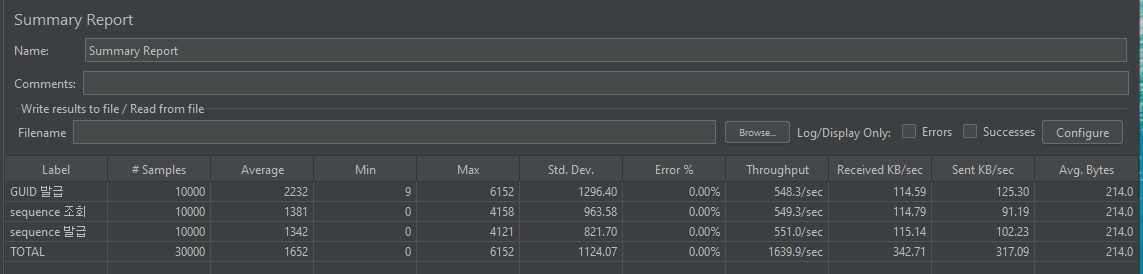 Summary Report
Name: Summary Report
Comments:
Write results to file / Read from file
Filename Browse... Log/Display Only: Errors Successes Configure
Label # Samples Average Min Max Std. Dev. Error % Throughput Received KB/sec Sent KB/sec Avg. Bytes
GUID 발급 10000 2232 9 6152 1296.40 0.00% 548.3/sec 114.59 125.30 214.0
sequence 조회 10000 1381 0 4158 963.58 0.00% 549.3/sec 114.79 91.19 214.0
sequence 발급 10000 1342 0 4121 821.70 0.00% 551.0/sec 115.14 102.23 214.0
TOTAL 30000 1652 0 6152 1124.07 0.00% 1639.9/sec 342.71 317.09 214.0